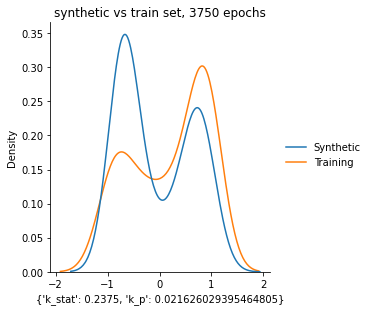 synthetic vs train set, 3750 epochs
0.35
0.30
0.25
0.20
0.15
0.10
0.05
0.00
Density
−2
−1
0
1
2
{'k_stat': 0.2375, 'k_p': 0.021626029395464805}
Synthetic
Training